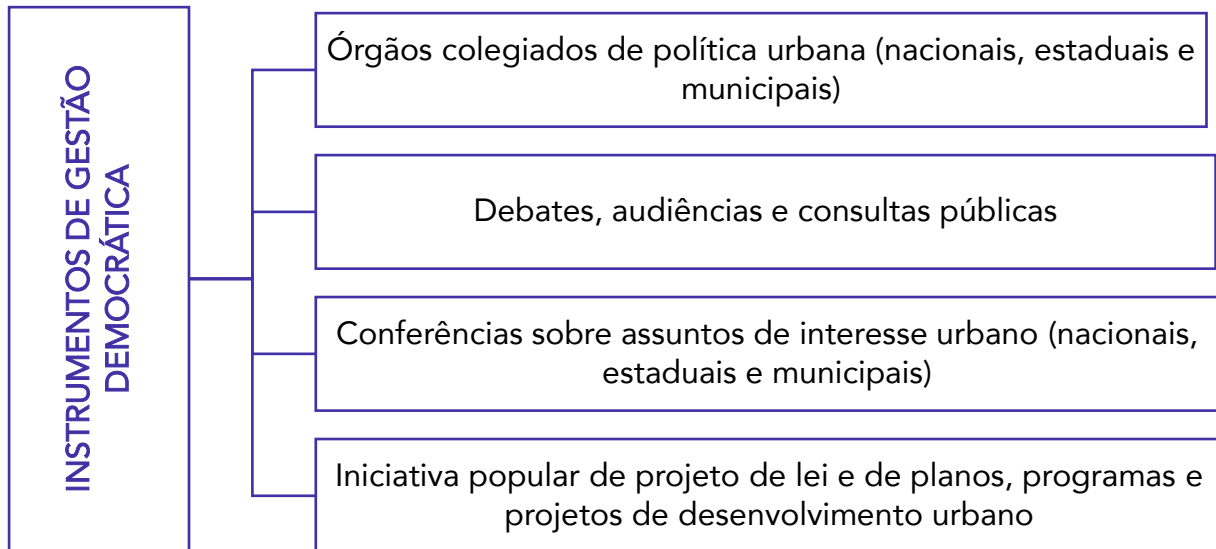 INSTRUMENTOS DE GESTÃO
DEMOCRÁTICA
Órgãos colegiados de política urbana (nacionais, estaduais e
municipais)
Debates, audiências e consultas públicas
Conferências sobre assuntos de interesse urbano (nacionais,
estaduais e municipais)
Iniciativa popular de projeto de lei e de planos, programas e
projetos de desenvolvimento urbano